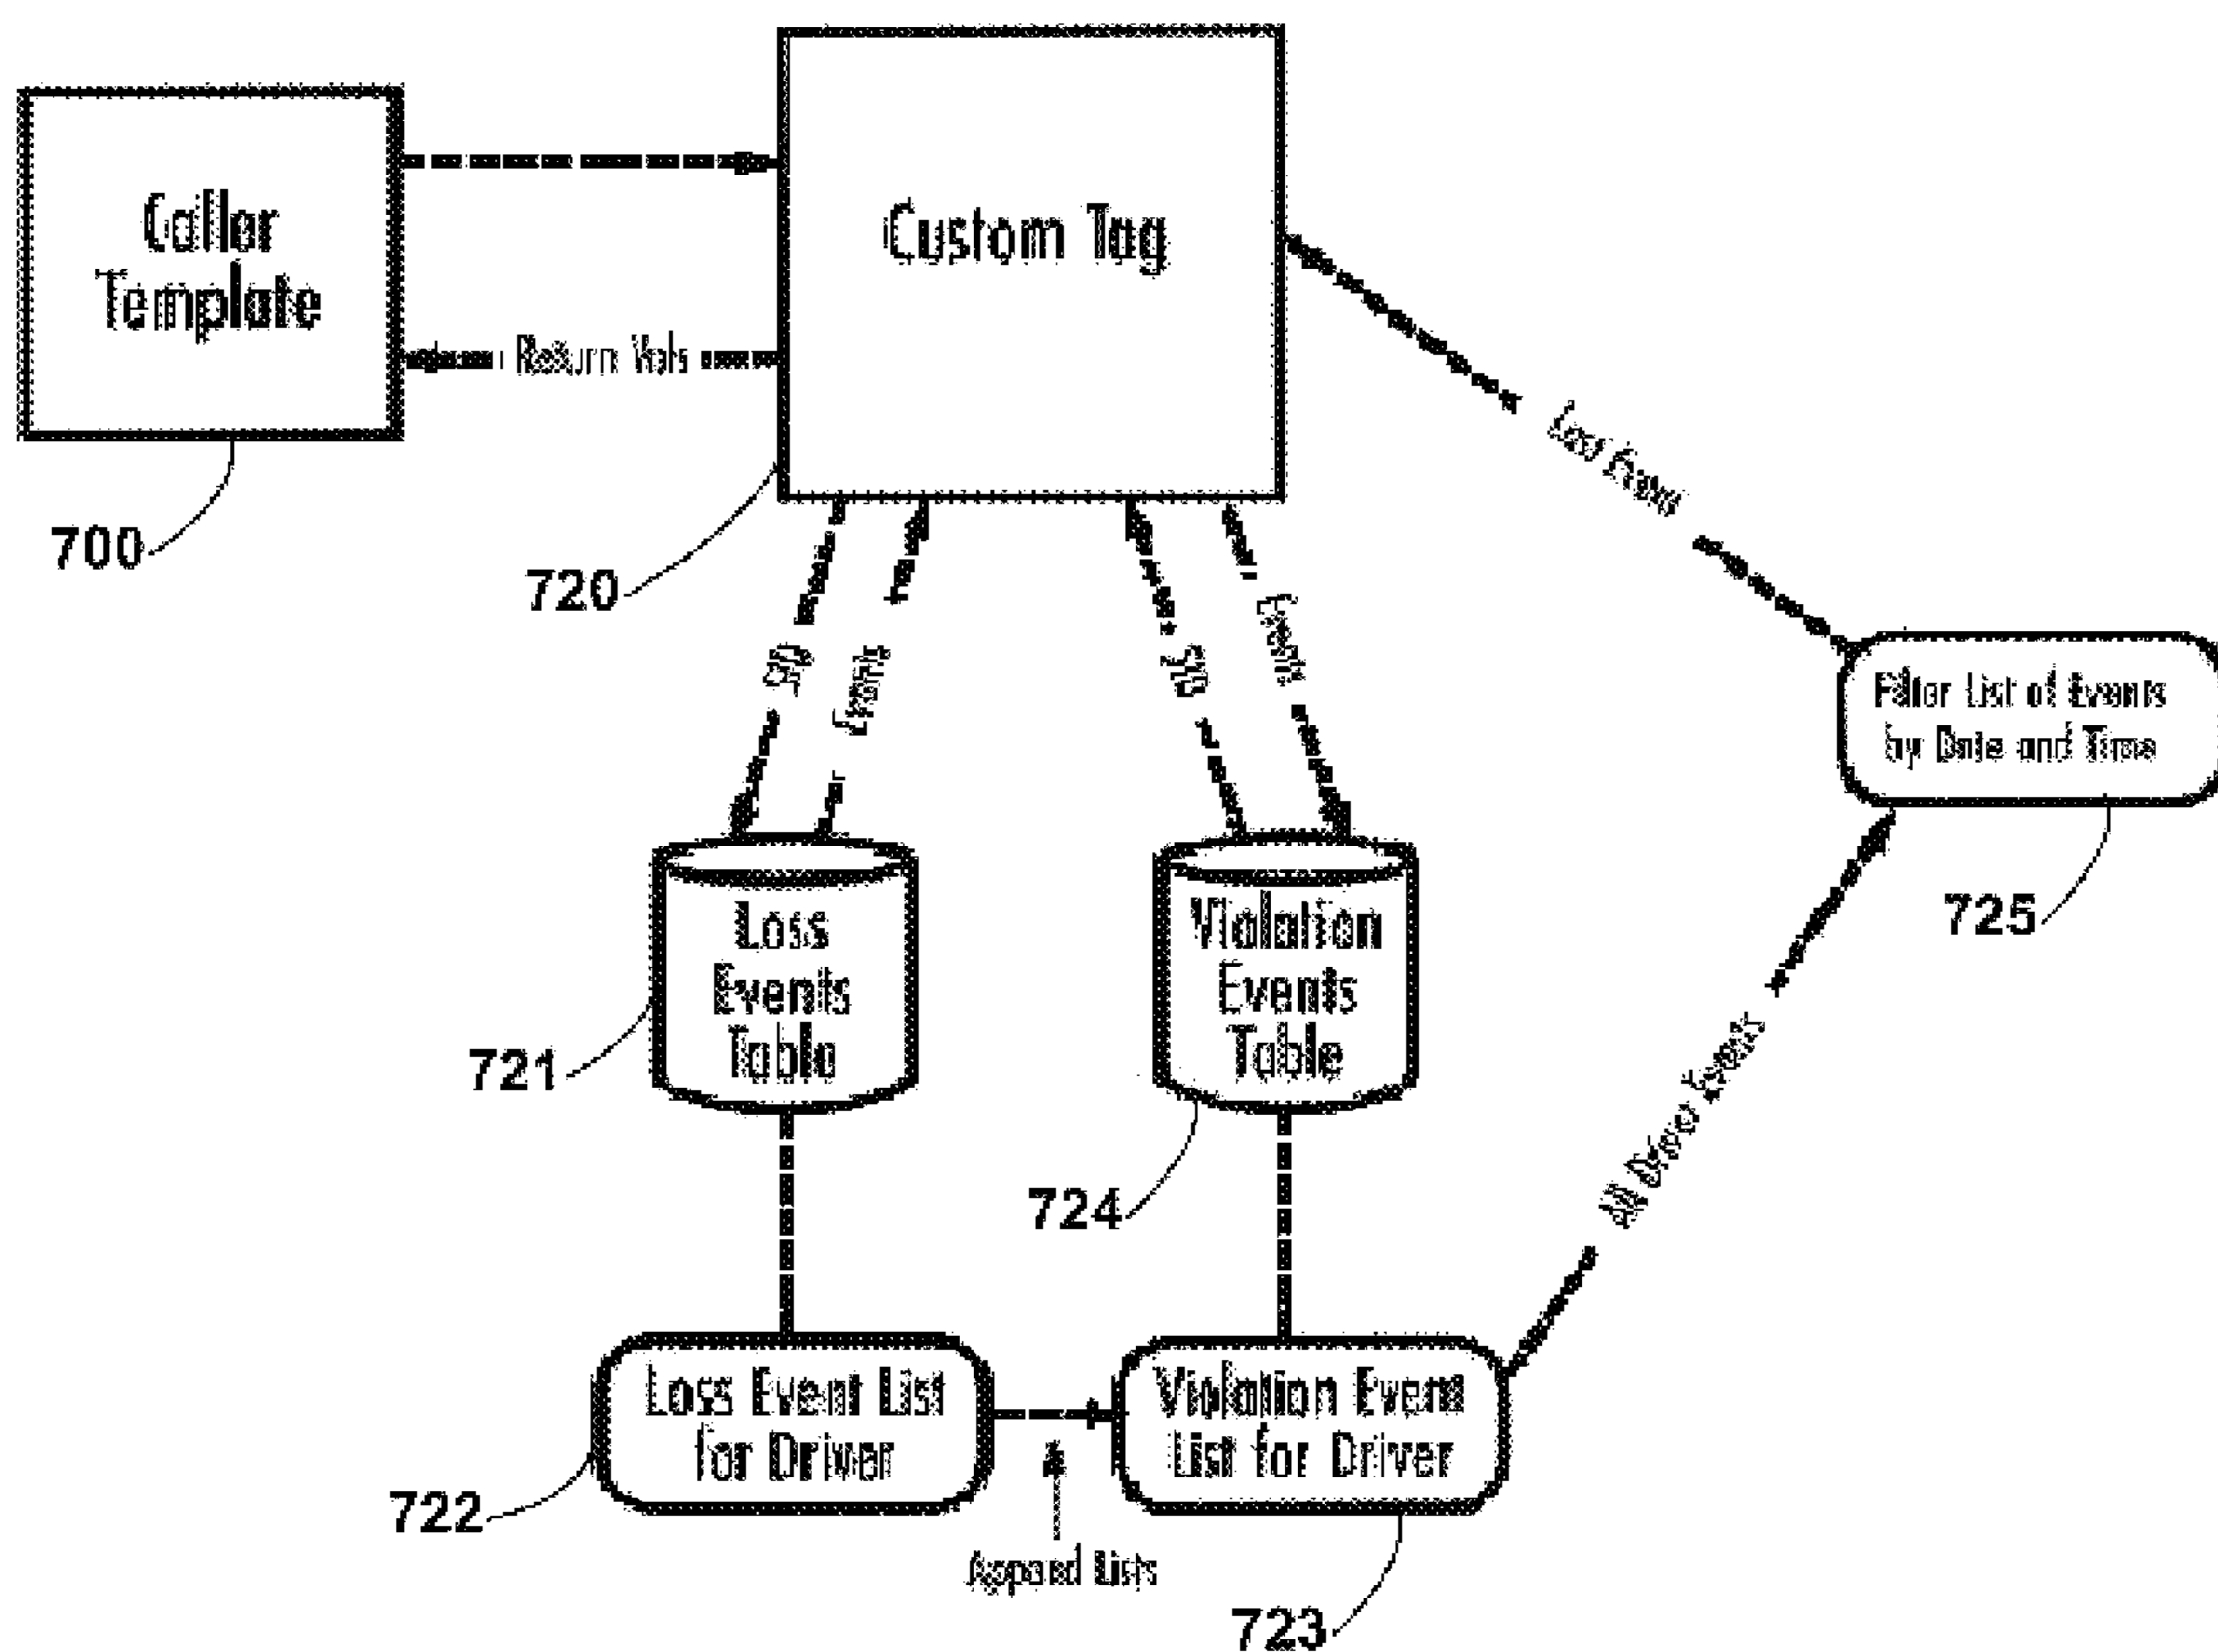 Caller
Template
Custom Tag
Return Vals
700
720
Events
Events
Filter List of Events
by Date and Time
725
Loss
Events
Table
721
Violation
Events
Table
724
All Driver Events
Loss Event List
for Driver
722
Violation Event
List for Driver
723
Append Lists